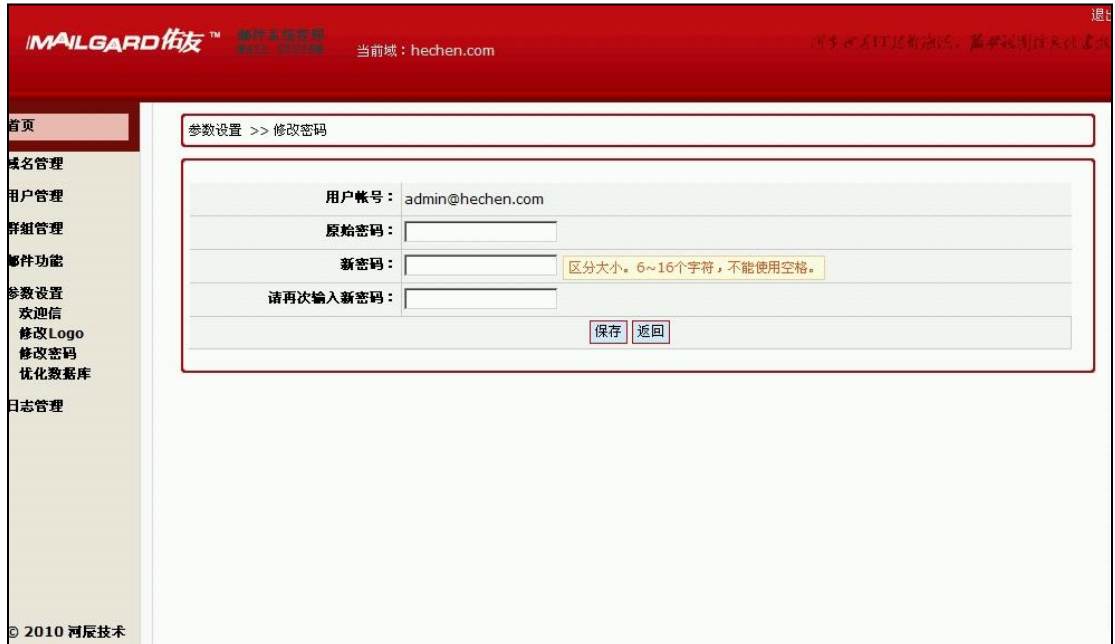 MAILGARD佑友™
邮件系统管理
当前域：hechen.com
首页
域名管理
用户管理
群组管理
邮件功能
参数设置
欢迎信
修改Logo
修改密码
优化数据库
日志管理
© 2010 河辰技术
参数设置 >> 修改密码
用户帐号： admin@hechen.com
原始密码：
新密码： 区分大小。6~16个字符，不能使用空格。
请再次输入新密码：
保存 返回